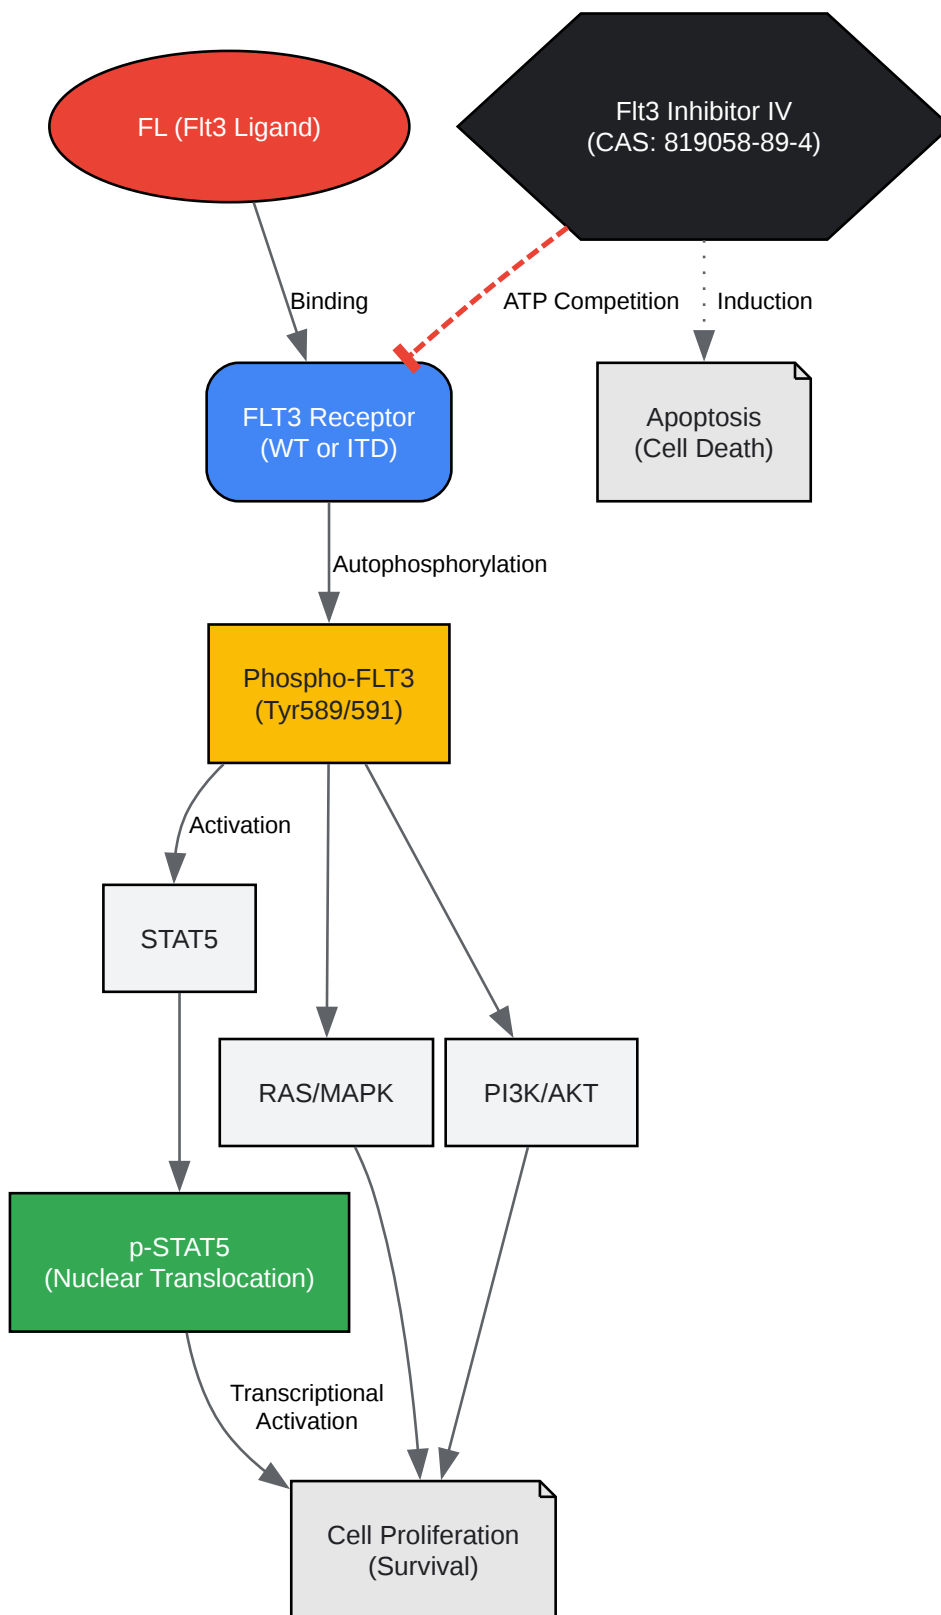 FL (Flt3 Ligand)
Flt3 Inhibitor IV
(CAS: 819058-89-4)
Binding
ATP Competition
Induction
FLT3 Receptor
(WT or ITD)
Apoptosis
(Cell Death)
Autophosphorylation
Phospho-FLT3
(Tyr589/591)
Activation
STAT5
RAS/MAPK
PI3K/AKT
p-STAT5
(Nuclear Translocation)
Transcriptional
Activation
Cell Proliferation
(Survival)